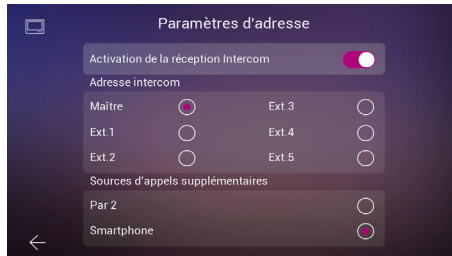 Paramètres d'adresse
Activation de la réception Intercom
Adresse intercom
Maître Ext.3
Ext.1 Ext.4
Ext.2 Ext.5
Sources d'appels supplémentaires
Par 2
Smartphone